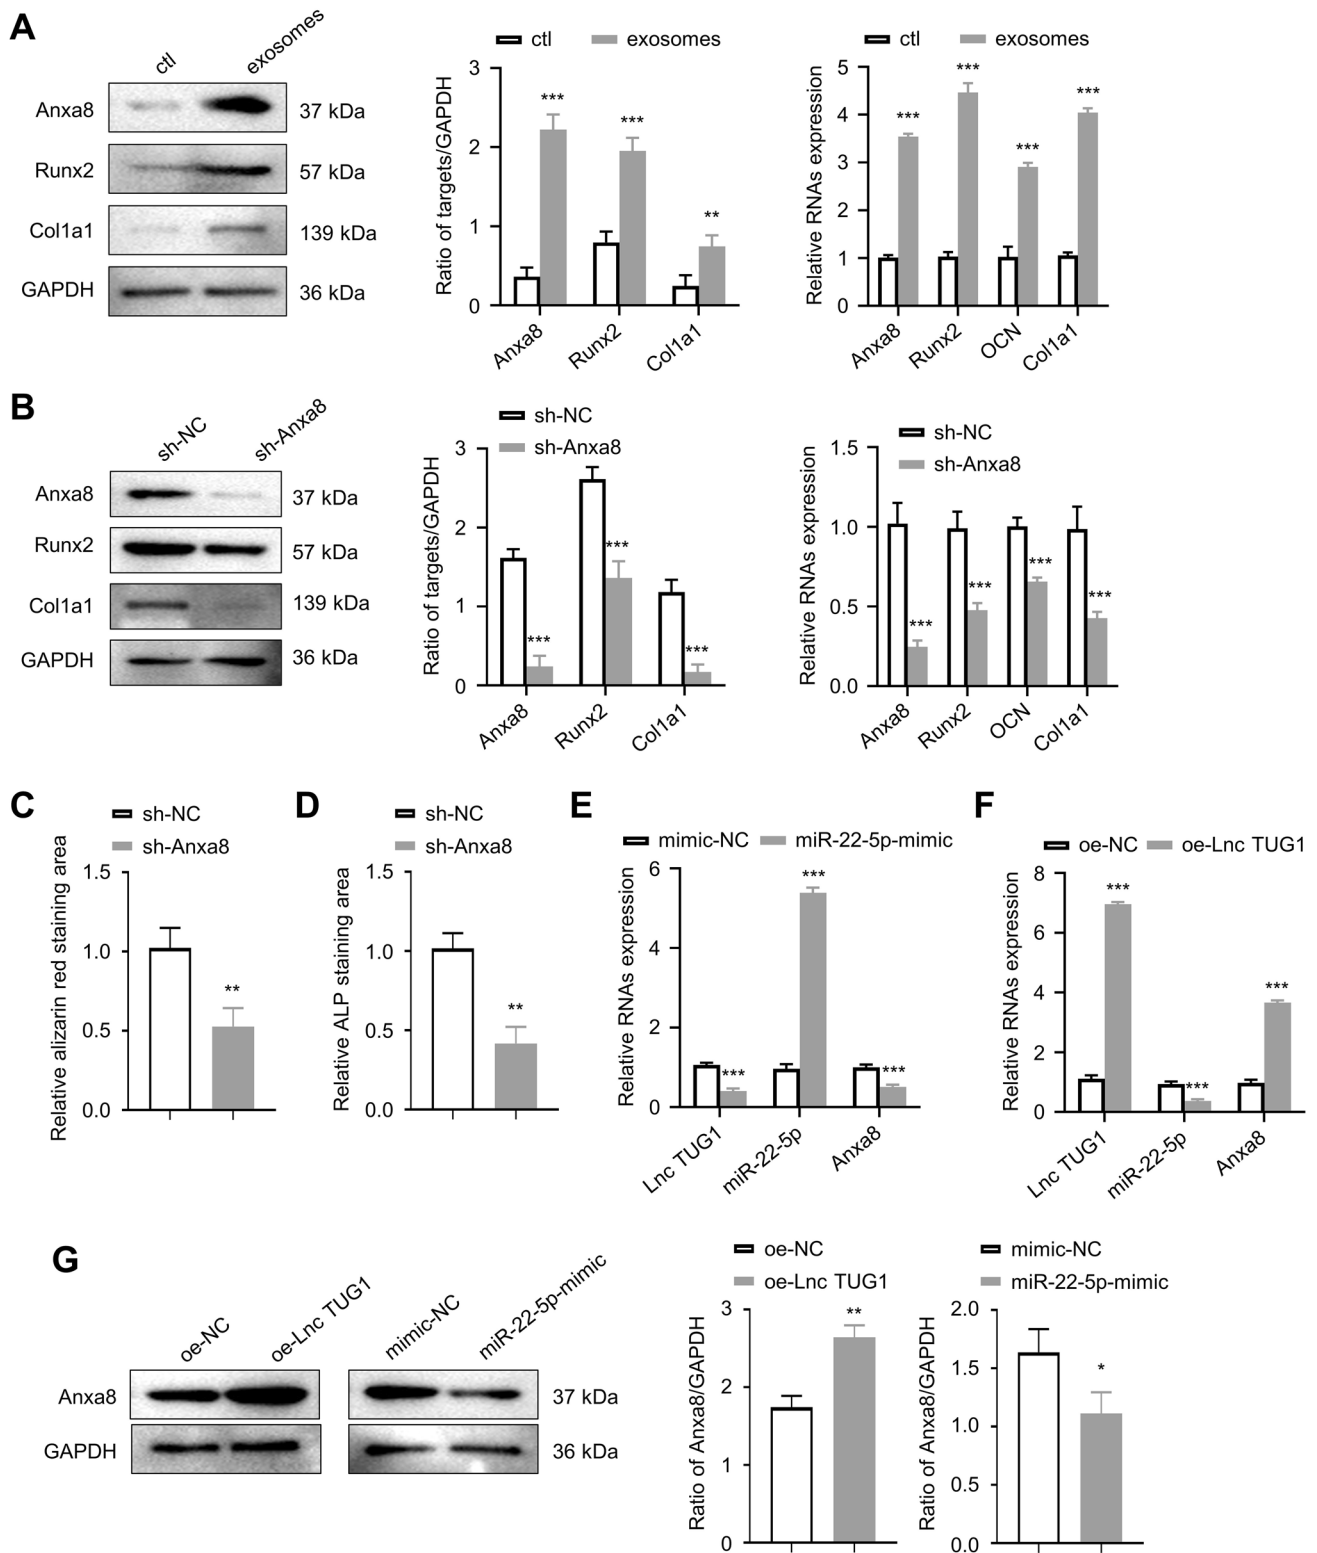 A
ctl
exosomes
Anxa8
37 kDa
Runx2
57 kDa
Col1a1
139 kDa
GAPDH
36 kDa
ctl exosomes
Ratio of targets/GAPDH
3
2
1
0
***
***
**
Anxa8
Runx2
Col1a1
ctl exosomes
Relative RNAs expression
5
4
3
2
1
0
***
***
***
***
Anxa8
Runx2
OCN
Col1a1
B
sh-NC
sh-Anxa8
Anxa8
37 kDa
Runx2
57 kDa
Col1a1
139 kDa
GAPDH
36 kDa
sh-NC
sh-Anxa8
Ratio of targets/GAPDH
3
2
1
0
***
***
***
Anxa8
Runx2
Col1a1
sh-NC
sh-Anxa8
Relative RNAs expression
1.5
1.0
0.5
0.0
***
***
***
***
Anxa8
Runx2
OCN
Col1a1
C
sh-NC
sh-Anxa8
Relative alizarin red staining area
1.5
1.0
0.5
0.0
**
D
sh-NC
sh-Anxa8
Relative ALP staining area
1.5
1.0
0.5
0.0
**
E
mimic-NC miR-22-5p-mimic
Relative RNAs expression
6
4
2
0
***
***
***
Lnc TUG1
miR-22-5p
Anxa8
F
oe-NC oe-Lnc TUG1
Relative RNAs expression
8
6
4
2
0
***
***
***
Lnc TUG1
miR-22-5p
Anxa8
G
oe-NC
oe-Lnc TUG1
mimic-NC
miR-22-5p-mimic
Anxa8
37 kDa
GAPDH
36 kDa
oe-NC
oe-Lnc TUG1
Ratio of Anxa8/GAPDH
3
2
1
0
**
mimic-NC
miR-22-5p-mimic
Ratio of Anxa8/GAPDH
2.0
1.5
1.0
0.5
0.0
*